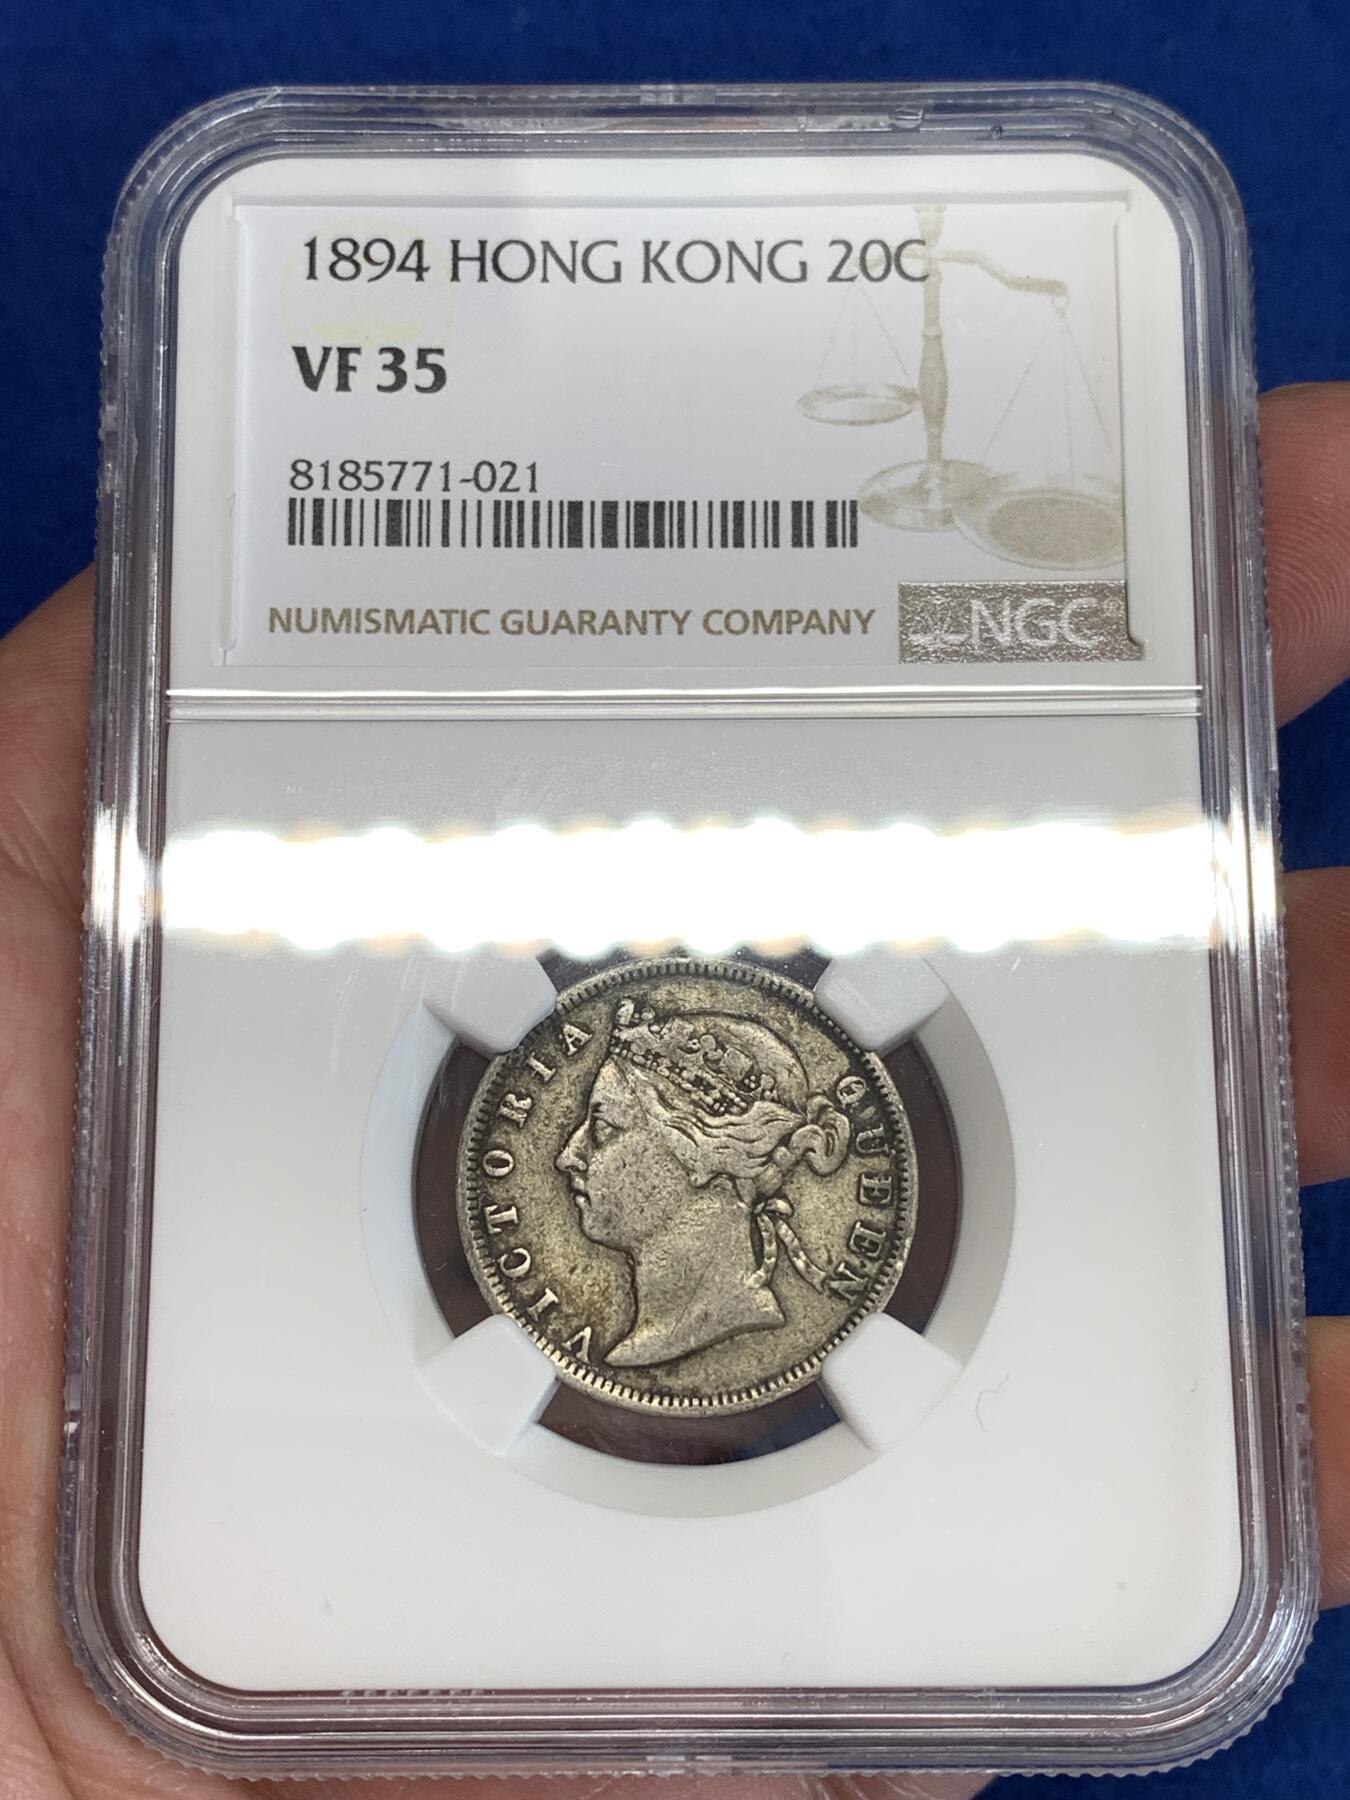 1894 HONG KONG 20C
VF 35
8185771-021
NUMISMATIC GUARANTY COMPANY
NGC®
VICTORIA QUEEN